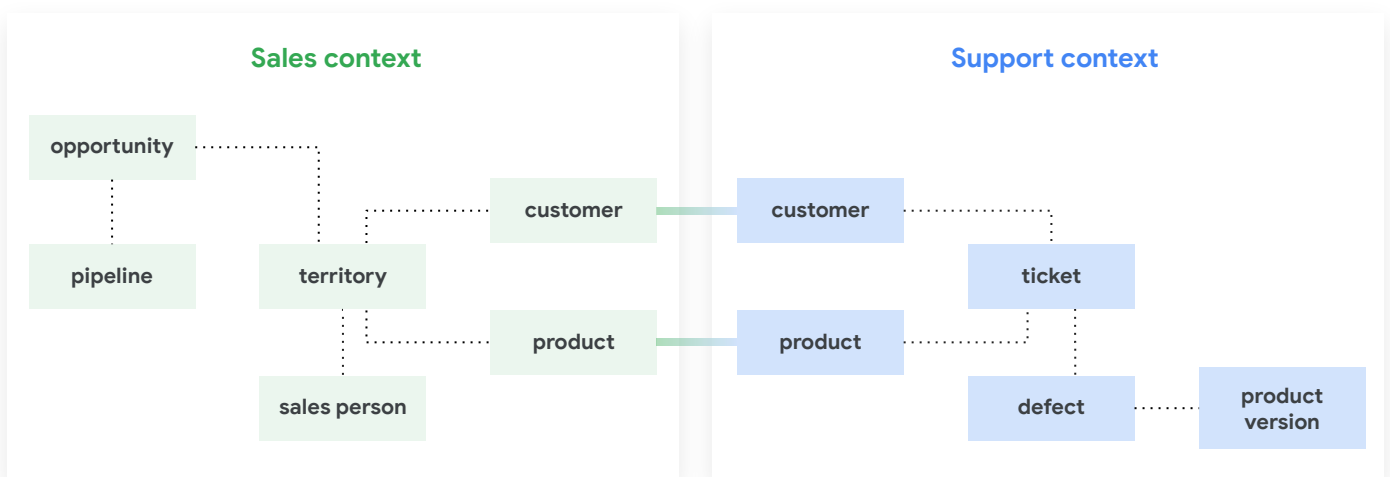 Sales context
opportunity
pipeline
territory
sales person
customer
product
Support context
customer
product
ticket
defect
product
version